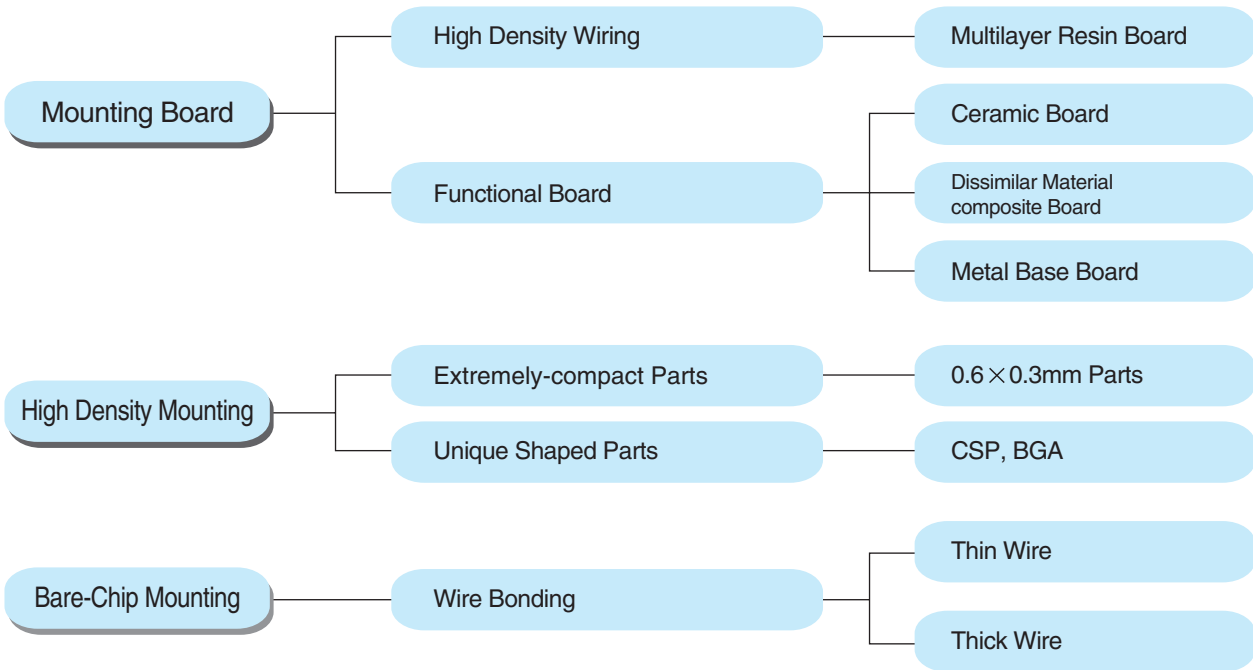 High Density Wiring
Multilayer Resin Board
Mounting Board
Ceramic Board
Functional Board
Dissimilar Material
composite Board
Metal Base Board
Extremely-compact Parts
0.6×0.3mm Parts
High Density Mounting
Unique Shaped Parts
CSP, BGA
Thin Wire
Bare-Chip Mounting
Wire Bonding
Thick Wire